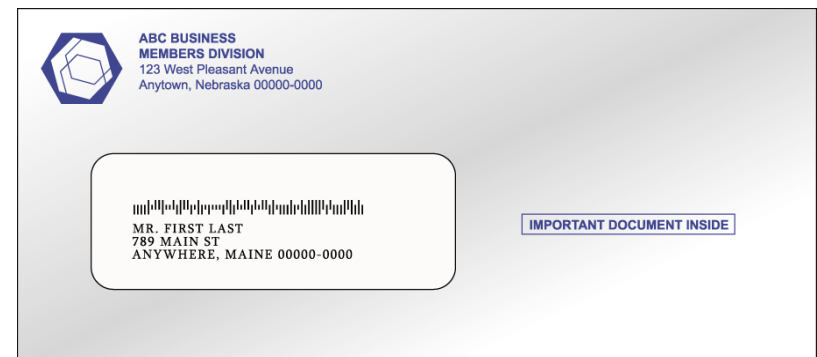 ABC BUSINESS
MEMBERS DIVISION
123 West Pleasant Avenue
Anytown, Nebraska 00000-0000
MR. FIRST LAST
789 MAIN ST
ANYWHERE, MAINE 00000-0000
IMPORTANT DOCUMENT INSIDE